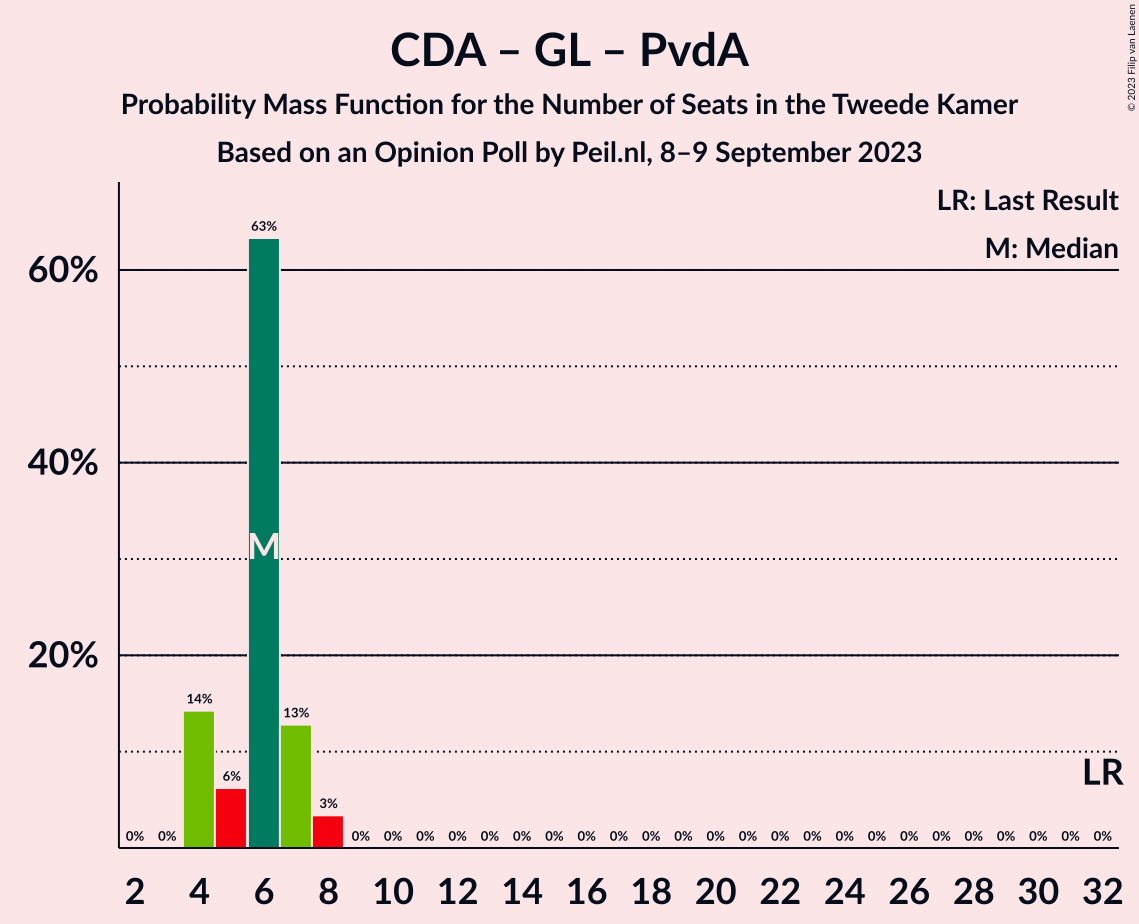 CDA – GL – PvdA
Probability Mass Function for the Number of Seats in the Tweede Kamer
Based on an Opinion Poll by Peil.nl, 8–9 September 2023
© 2023 Filip van Laenen
LR: Last Result
M: Median
60%
40%
20%
0% 0% 14% 6% 63% 13% 3% 0% 0% 0% 0% 0% 0% 0% 0% 0% 0% 0% 0% 0% 0% 0% 0% 0% 0% 0% 0% 0% 0% 0% 0%
M
LR
2 4 6 8 10 12 14 16 18 20 22 24 26 28 30 32